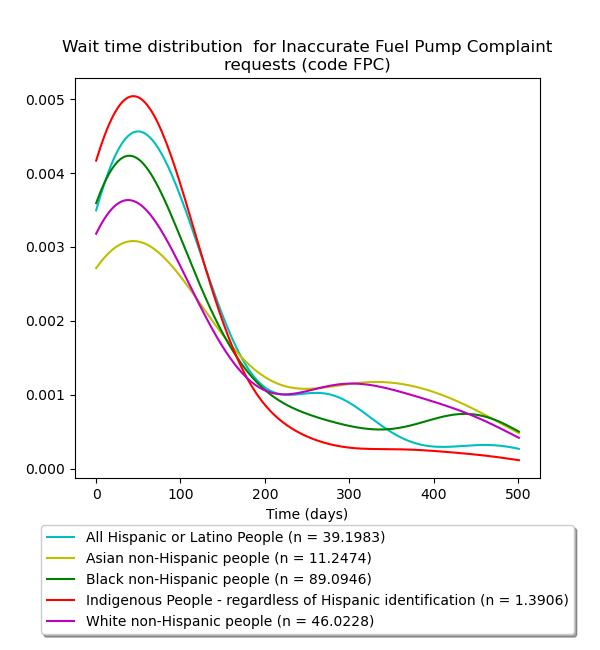 Wait time distribution  for Inaccurate Fuel Pump Complaint
requests (code FPC)
0.005
0.004
0.003
0.002
0.001
0.000
0 100 200 300 400 500
Time (days)
All Hispanic or Latino People (n = 39.1983)
Asian non-Hispanic people (n = 11.2474)
Black non-Hispanic people (n = 89.0946)
Indigenous People - regardless of Hispanic identification (n = 1.3906)
White non-Hispanic people (n = 46.0228)